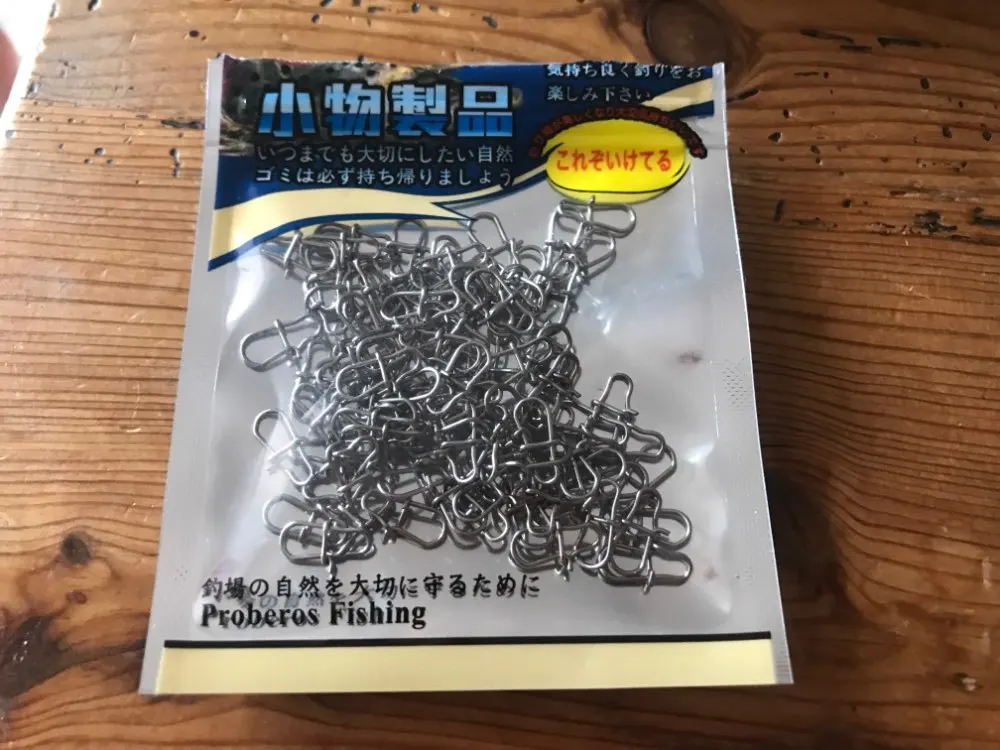 気持ち良く釣りをお
楽しみ下さい
小物製品
いつまでも大切にしたい自然
ゴミは必ず持ち帰りましょう
これぞいけてる
釣場の自然を大切に守るために
Proberos Fishing